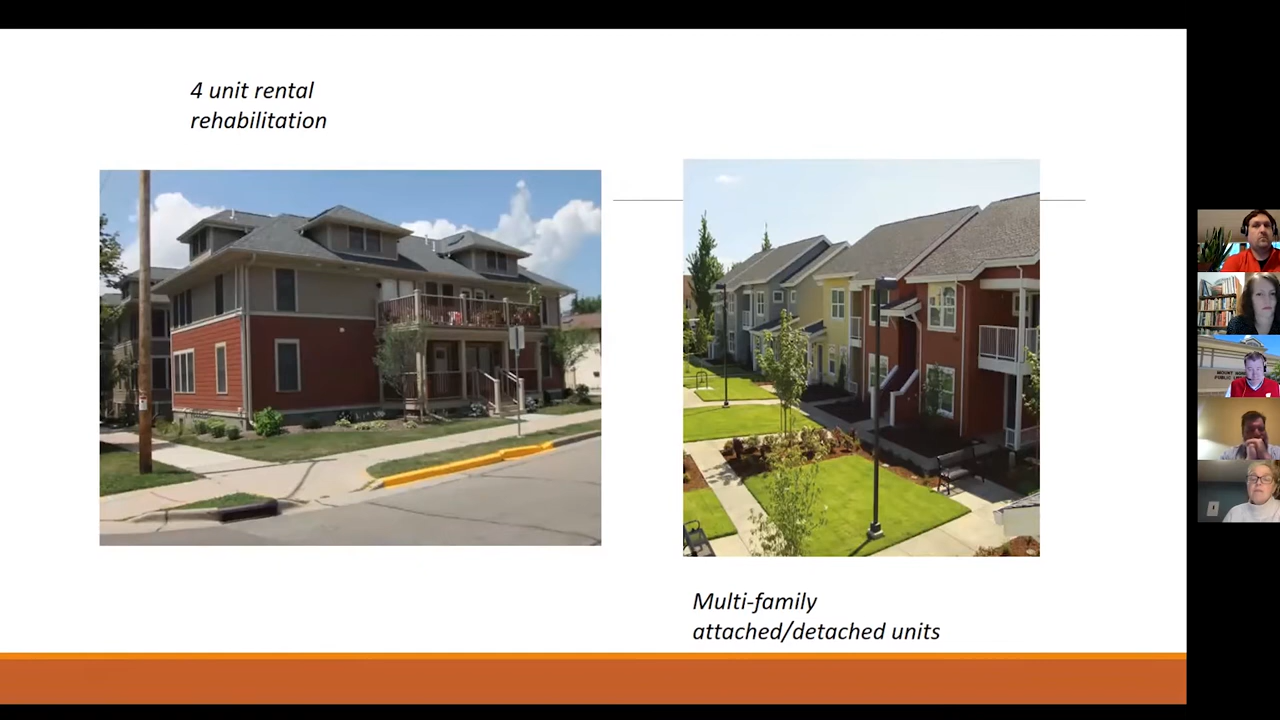 4 unit rental
rehabilitation
Multi-family
attached/detached units